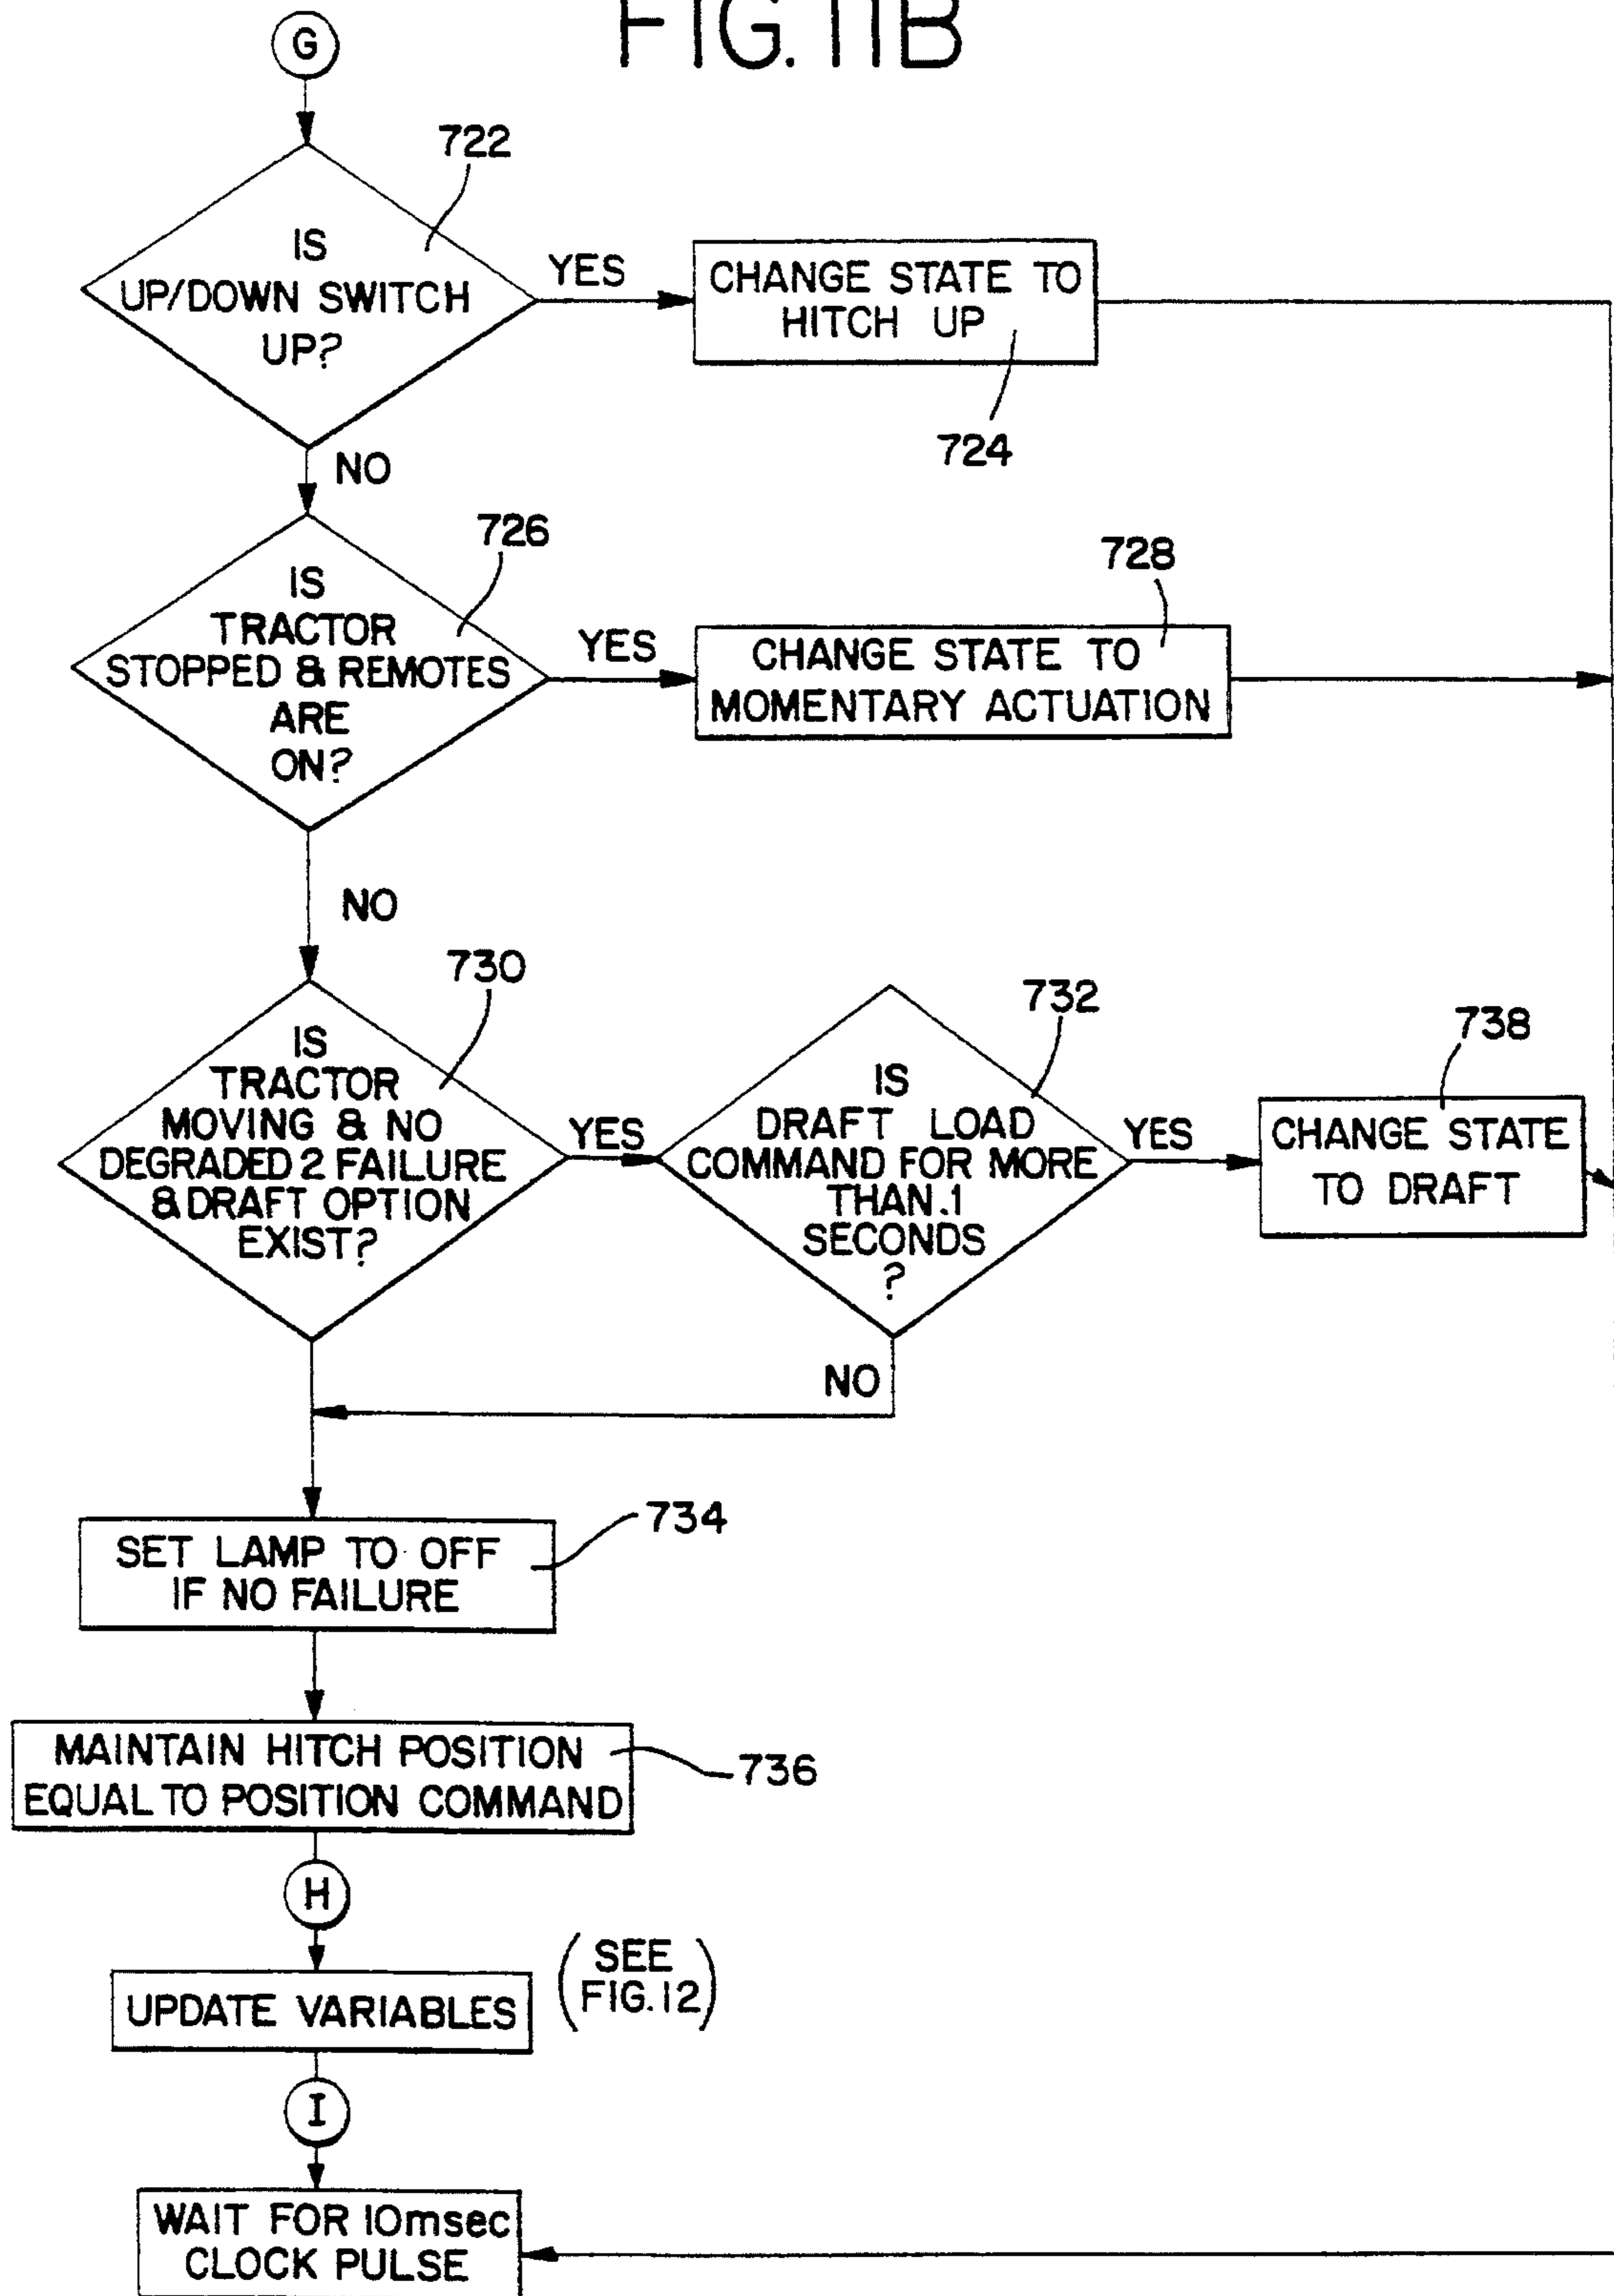 FIG. 11B
G
722
IS
UP/DOWN SWITCH
UP?
YES
CHANGE STATE TO
HITCH UP
724
NO
726
IS
TRACTOR
STOPPED & REMOTES
ARE
ON?
YES
728
CHANGE STATE TO
MOMENTARY ACTUATION
NO
730
IS
TRACTOR
MOVING & NO
DEGRADED 2 FAILURE
& DRAFT OPTION
EXIST?
YES
732
IS
DRAFT LOAD
COMMAND FOR MORE
THAN .1
SECONDS
?
YES
738
CHANGE STATE
TO DRAFT
NO
734
SET LAMP TO OFF
IF NO FAILURE
MAINTAIN HITCH POSITION
EQUAL TO POSITION COMMAND
736
H
UPDATE VARIABLES
(SEE
FIG. 12)
I
WAIT FOR 10msec
CLOCK PULSE